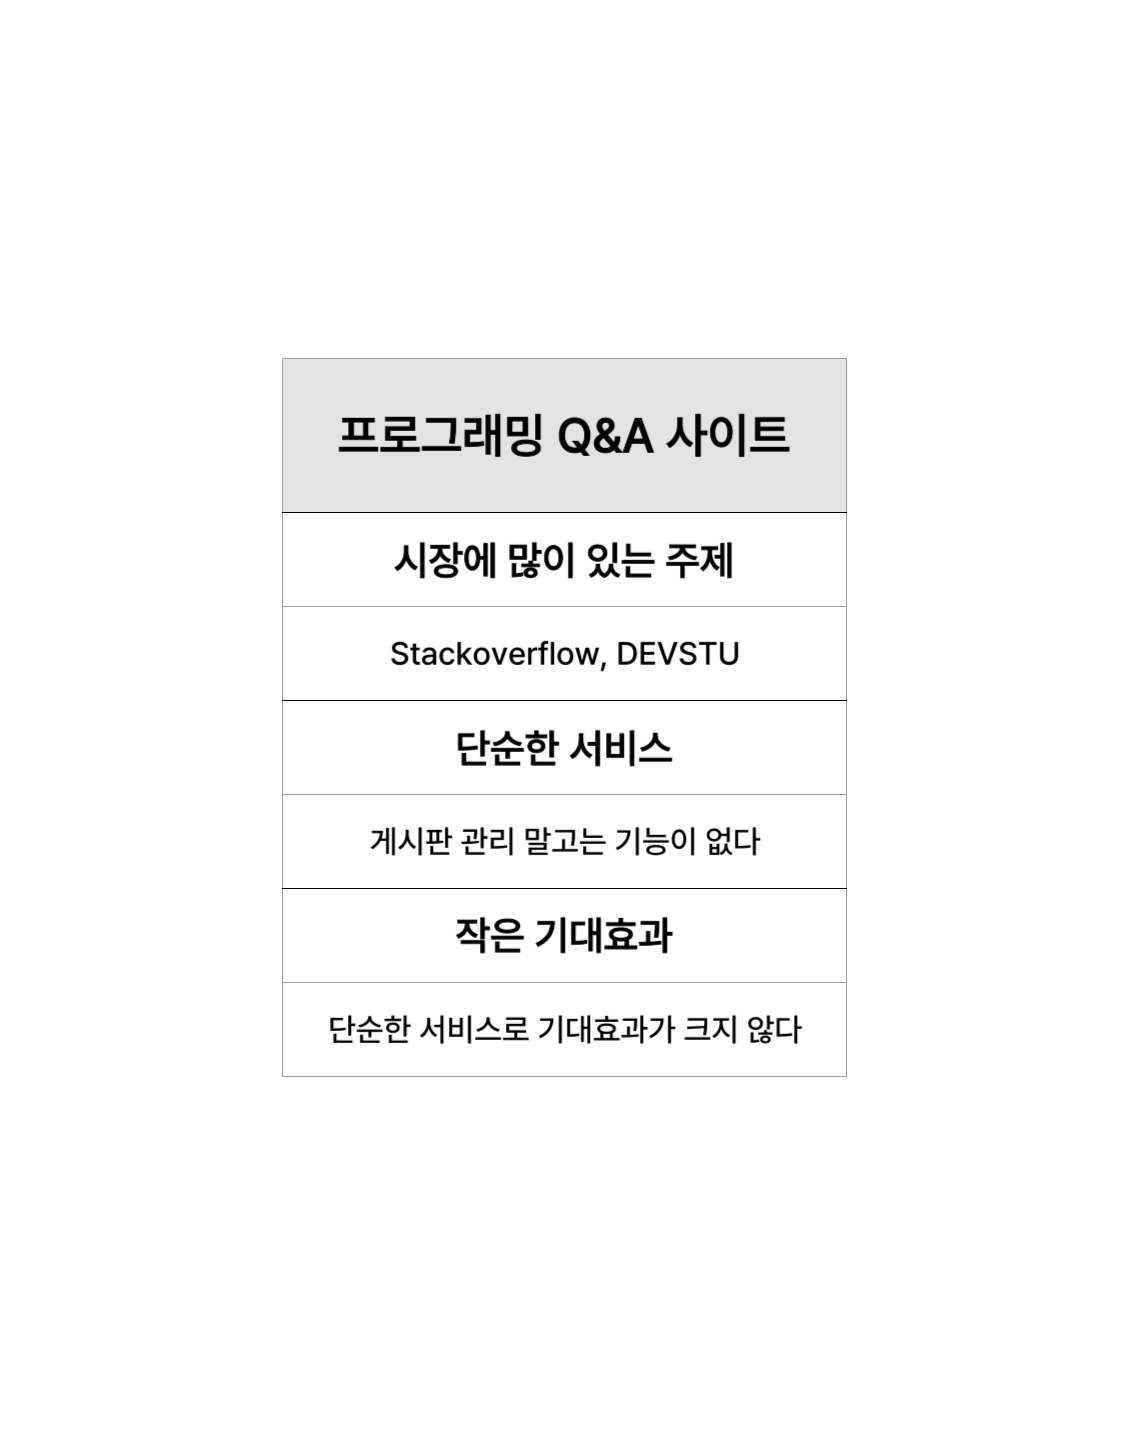 프로그래밍 Q&A 사이트
시장에 많이 있는 주제
Stackoverflow, DEVSTU
단순한 서비스
게시판 관리 말고는 기능이 없다
작은 기대효과
단순한 서비스로 기대효과가 크지 않다